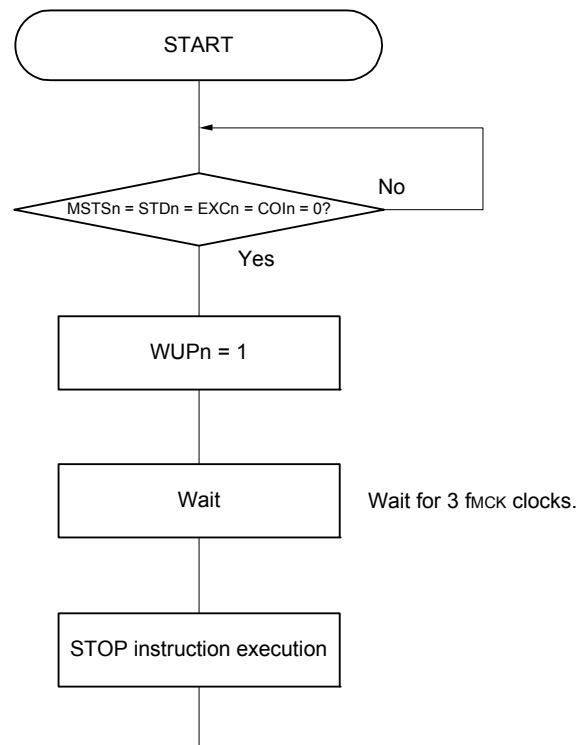 START
No
MSTSn = STDn = EXCn = COIn = 0?
Yes
WUPn = 1
Wait
Wait for 3 fMCK clocks.
STOP instruction execution